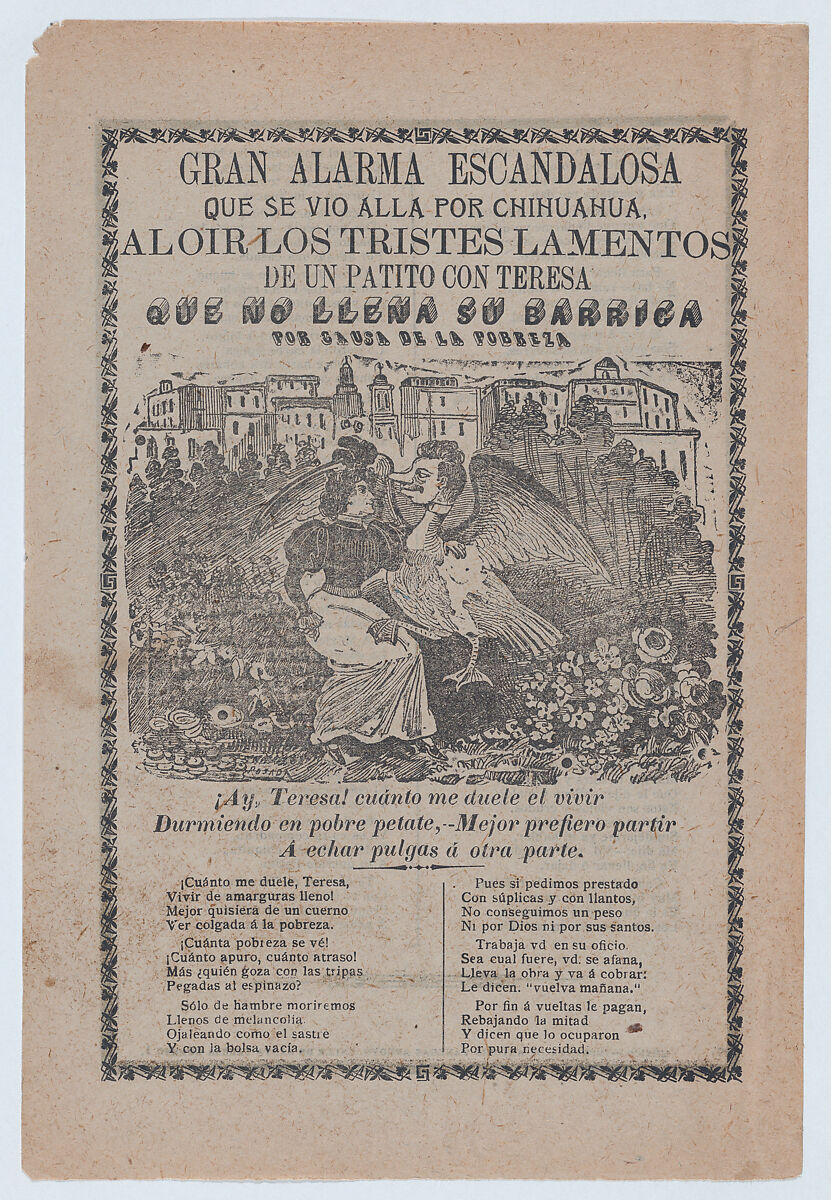 GRAN ALARMA ESCANDALOSA
QUE SE VIO ALLA POR CHIHUAHUA,
AL OIR LOS TRISTES LAMENTOS
DE UN PATITO CON TERESA
QUE NO LLENA SU BARRIGA
POR CAUSA DE LA POBREZA
¡Ay, Teresa! cuánto me duele el vivir
Durmiendo en pobre petate,--Mejor prefiero partir
Á echar pulgas á otra parte.
¡Cuánto me duele, Teresa,
Vivir de amarguras lleno!
Mejor quisiera de un cuerno
Ver colgada á la pobreza.
¡Cuánta pobreza se vé!
¡Cuánto apuro, cuánto atraso!
Más ¿quién goza con las tripas
Pegadas al espinazo?
Sólo de hambre moriremos
Llenos de melancolía
Ojaleando como el sastre
Y con la bolsa vacía.
Pues si pedimos prestado
Con súplicas y con llantos,
No conseguimos un peso
Ni por Dios ni por sus santos.
Trabaja vd en su oficio.
Sea cual fuere, vd. se afana,
Lleva la obra y va á cobrar:
Le dicen. "vuelva mañana."
Por fin á vueltas le pagan,
Rebajando la mitad
Y dicen que lo ocuparon
Por pura necesidad.